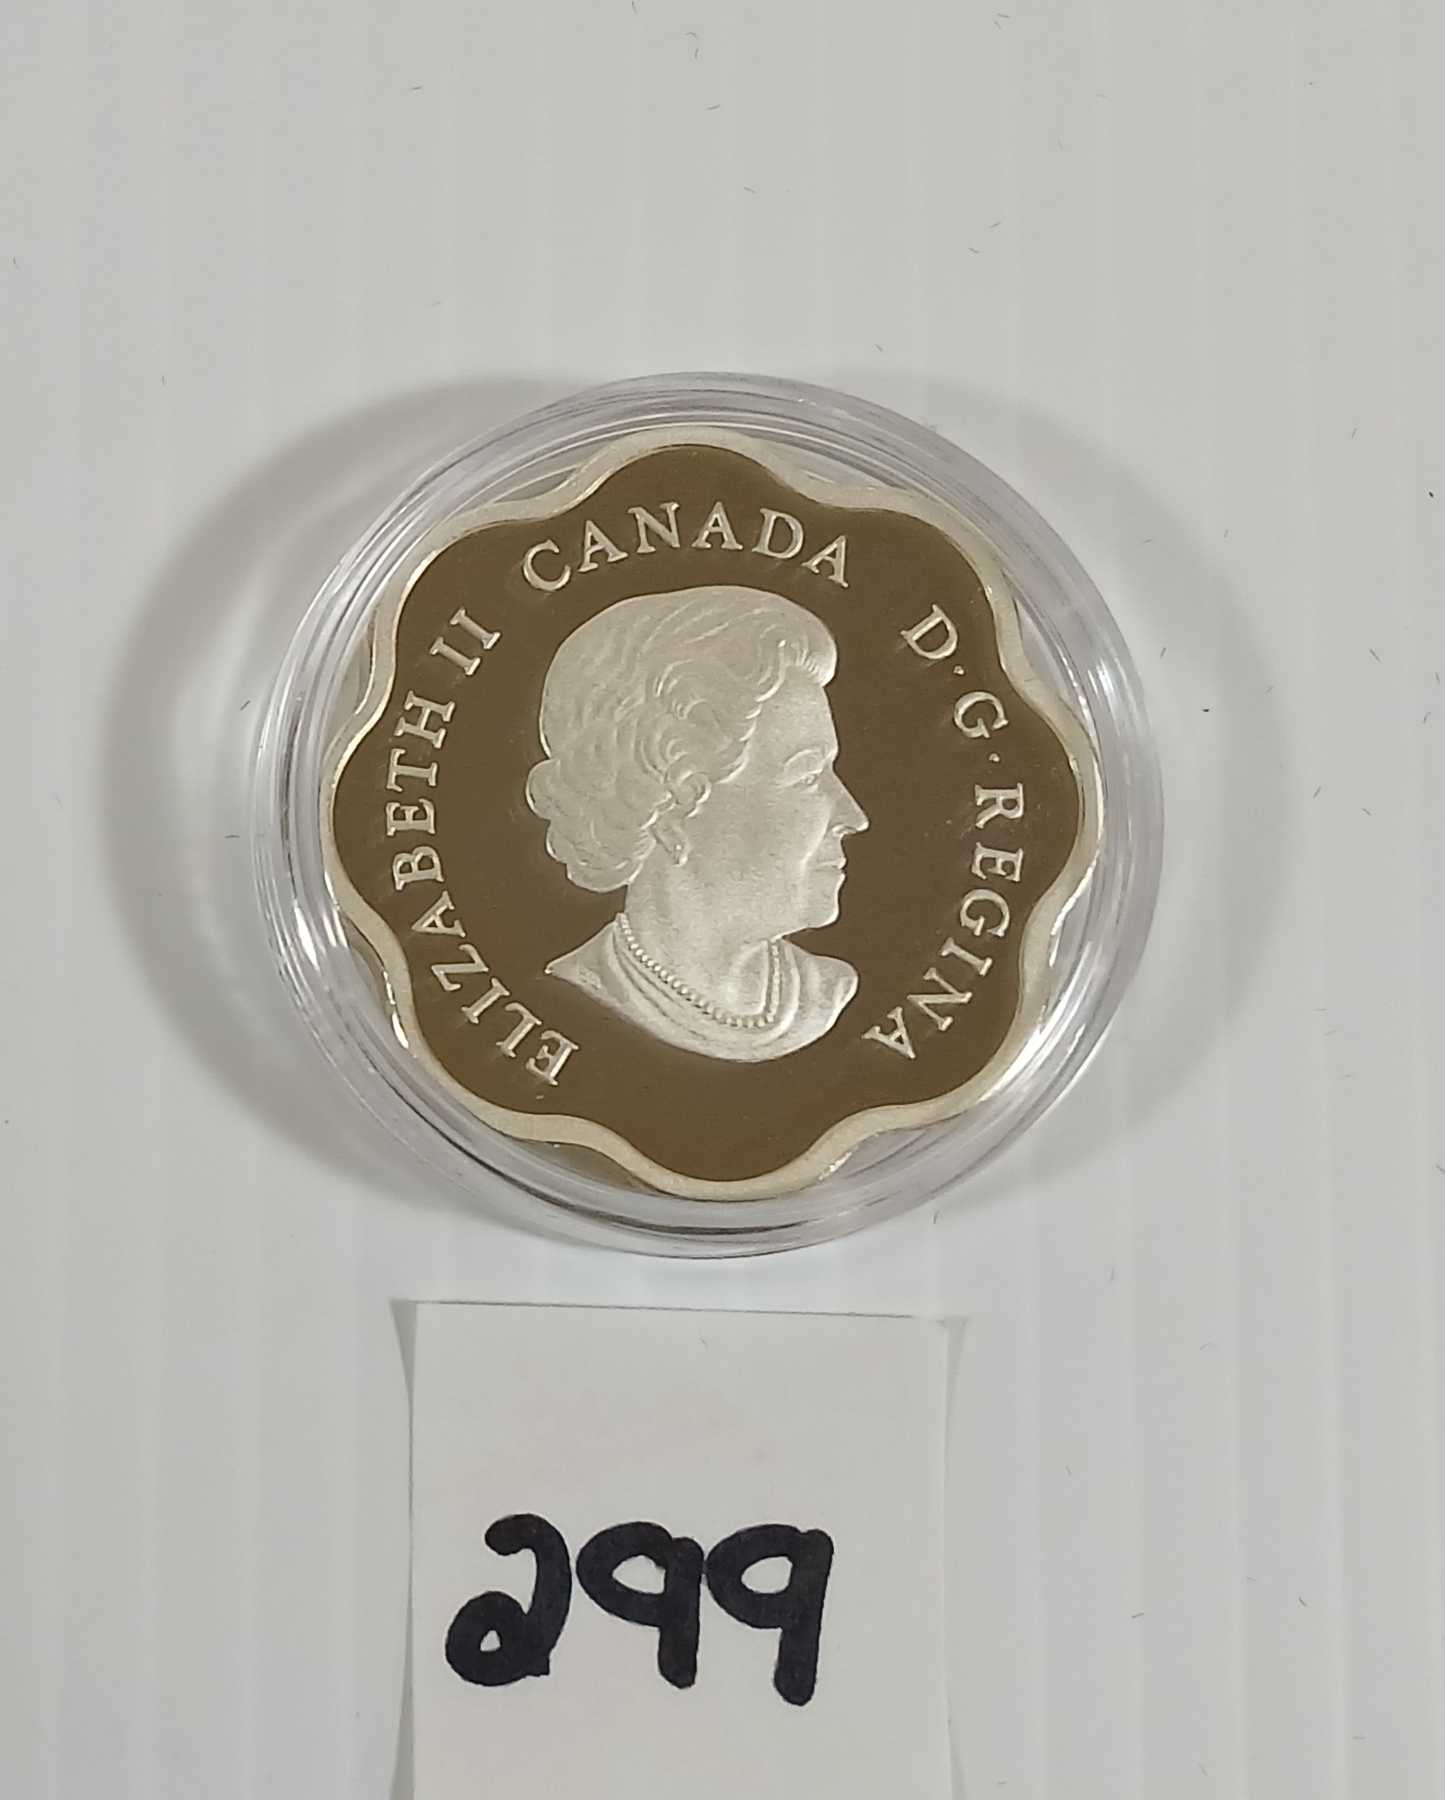 ELIZABETH II CANADA D·G·REGINA
299